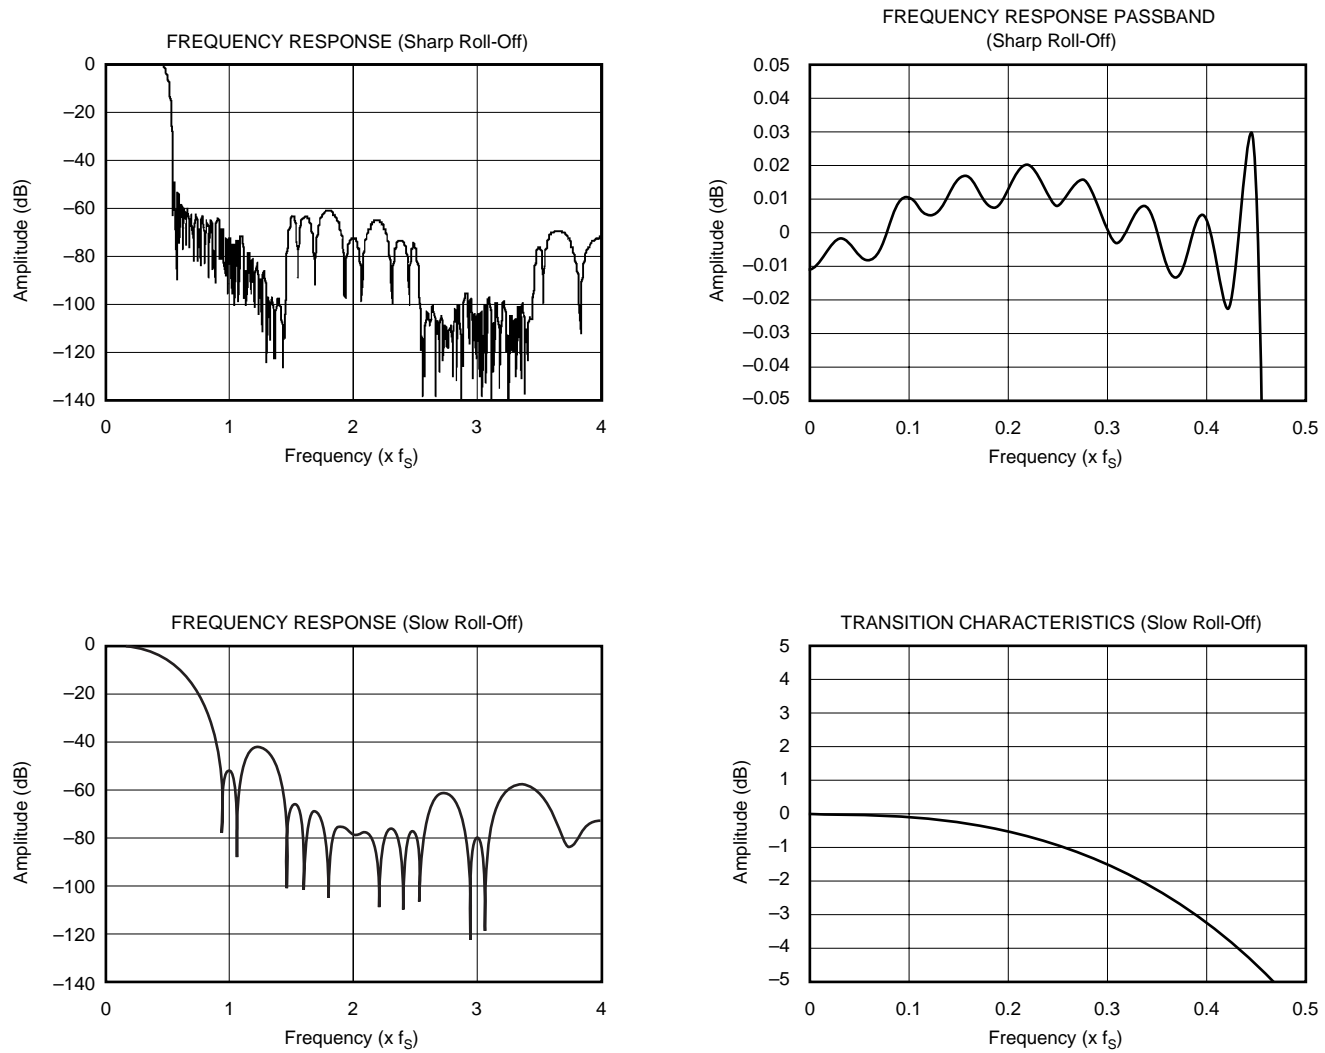 FREQUENCY RESPONSE (Sharp Roll-Off)
0
–20
–40
–60
–80
–100
–120
–140
Amplitude (dB)
0 1 2 3 4
Frequency (x fS)
FREQUENCY RESPONSE PASSBAND
(Sharp Roll-Off)
0.05
0.04
0.03
0.02
0.01
0
–0.01
–0.02
–0.03
–0.04
–0.05
Amplitude (dB)
0 0.1 0.2 0.3 0.4 0.5
Frequency (x fS)
FREQUENCY RESPONSE (Slow Roll-Off)
0
–20
–40
–60
–80
–100
–120
–140
Amplitude (dB)
0 1 2 3 4
Frequency (x fS)
TRANSITION CHARACTERISTICS (Slow Roll-Off)
5
4
3
2
1
0
–1
–2
–3
–4
–5
Amplitude (dB)
0 0.1 0.2 0.3 0.4 0.5
Frequency (x fS)